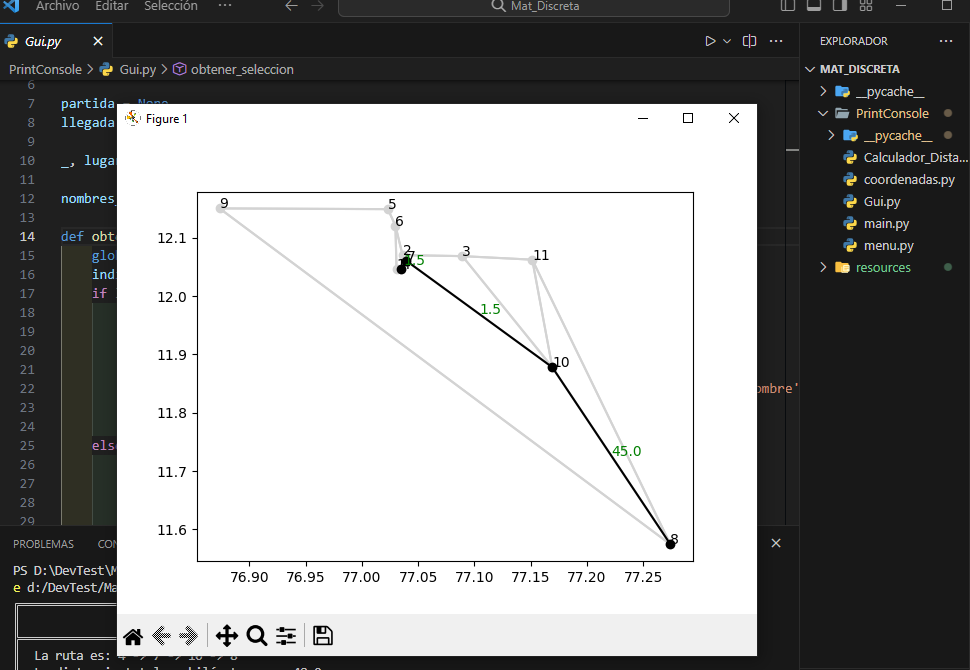 Archivo Editar Selección ··· Mat_Discreta
Gui.py
PrintConsole > Gui.py > obtener_seleccion
6
7 partida = None
8 llegada
9
10 _, luga
11
12 nombres_
13
14 def obt
15 glo
16 ind
17 if
18
19
20
21
22 ombre'
23
24
25 els
26
27
28
29
Figure 1
9
5
6
2
7
3
11
1.5
1.5
10
45.0
8
12.1
12.0
11.9
11.8
11.7
11.6
76.90 76.95 77.00 77.05 77.10 77.15 77.20 77.25
PROBLEMAS CON
PS D:\DevTest\M
e d:/DevTest/Ma
La ruta es: 4 -> 7 -> 10 -> 8
EXPLORADOR ···
MAT_DISCRETA
__pycache__
PrintConsole
__pycache__
Calculador_Dista...
coordenadas.py
Gui.py
main.py
menu.py
resources